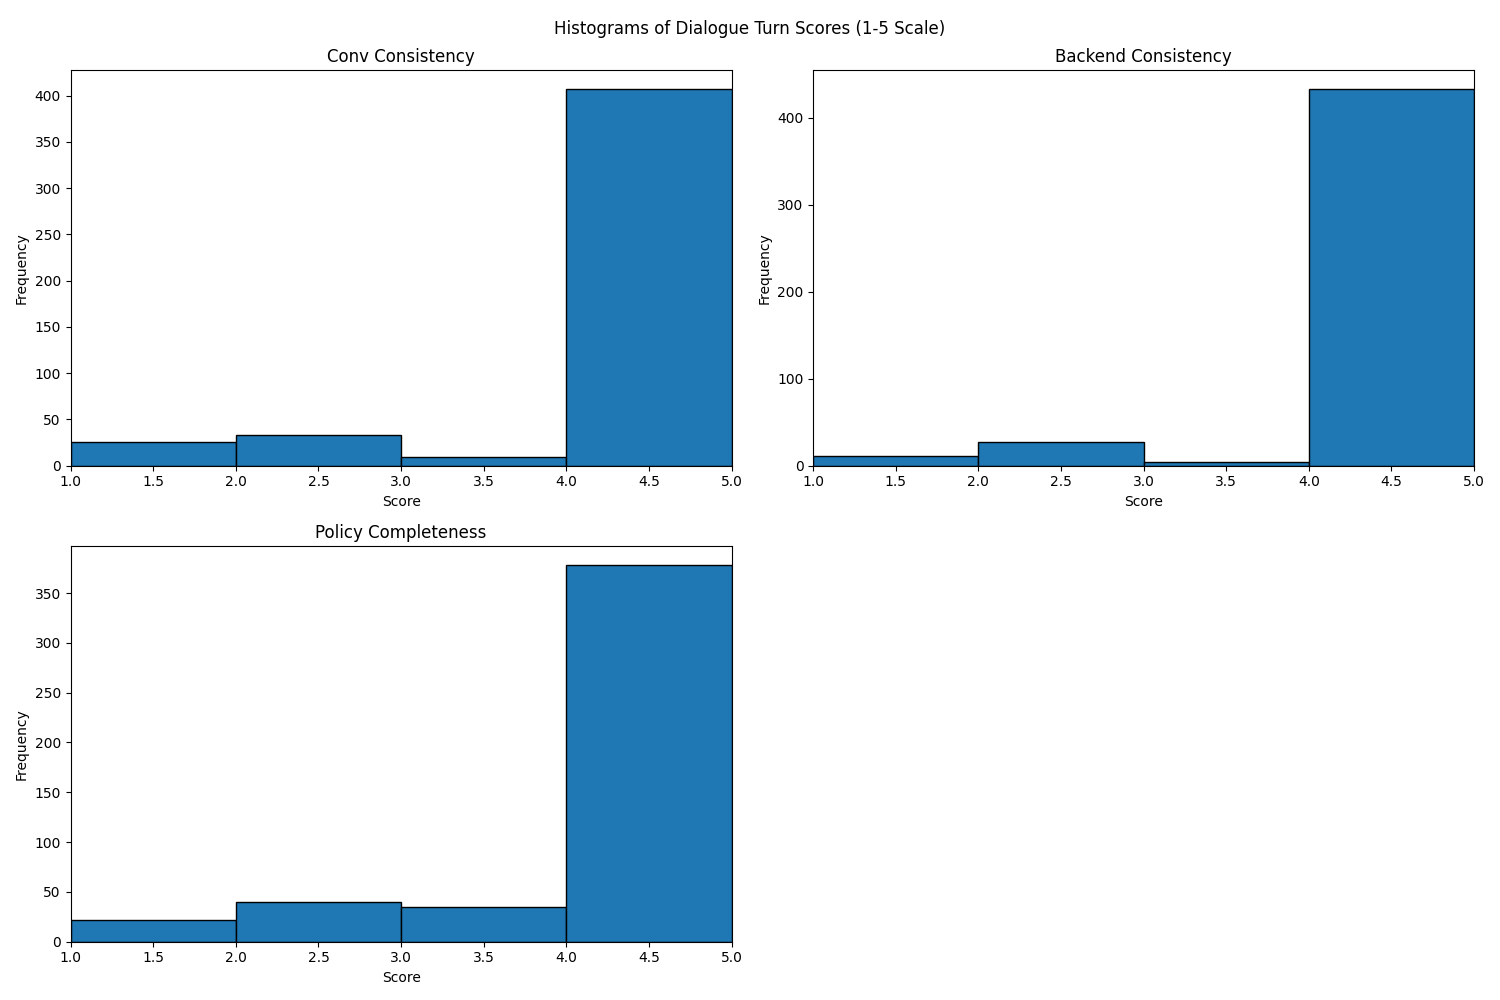 Histograms of Dialogue Turn Scores (1-5 Scale)
Conv Consistency
400
350
300
250
200
150
100
50
0
Frequency
1.0 1.5 2.0 2.5 3.0 3.5 4.0 4.5 5.0
Score
Backend Consistency
400
300
200
100
0
Frequency
1.0 1.5 2.0 2.5 3.0 3.5 4.0 4.5 5.0
Score
Policy Completeness
350
300
250
200
150
100
50
0
Frequency
1.0 1.5 2.0 2.5 3.0 3.5 4.0 4.5 5.0
Score